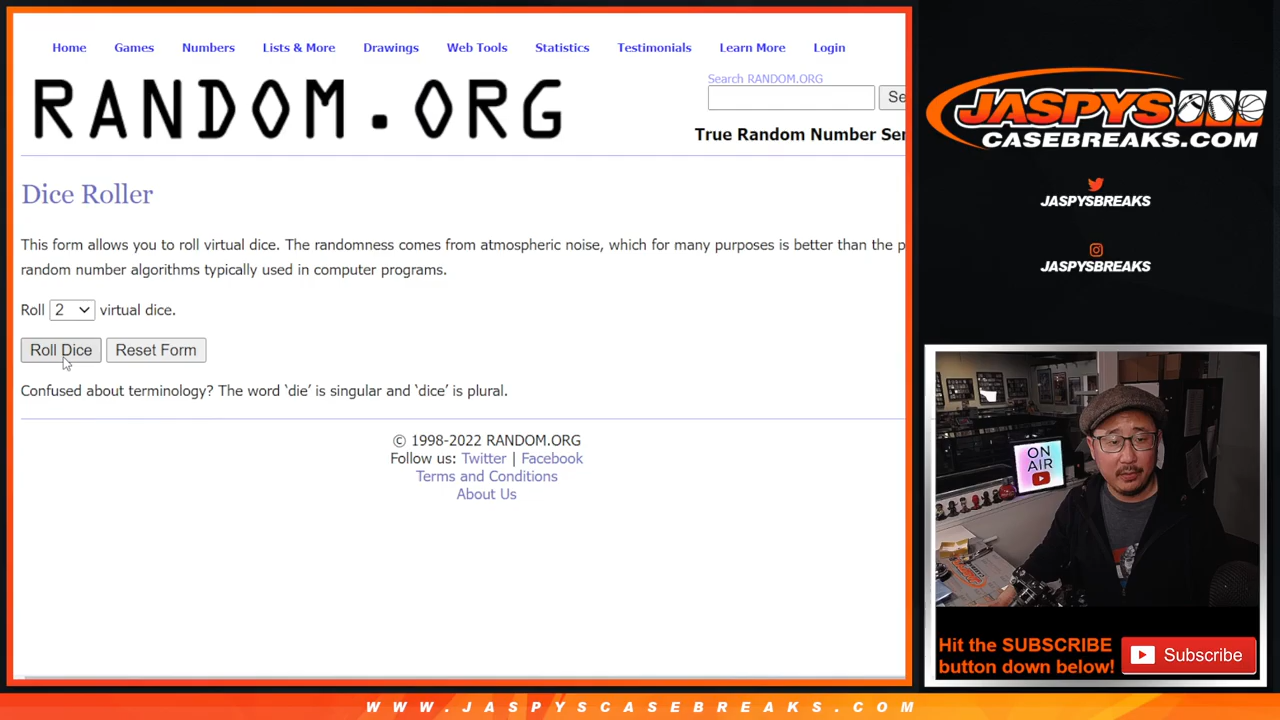 Home Games Numbers Lists & More Drawings Web Tools Statistics Testimonials Learn More Login
RANDOM.ORG
Search RANDOM.ORG
Se
True Random Number Ser
Dice Roller
This form allows you to roll virtual dice. The randomness comes from atmospheric noise, which for many purposes is better than the p
random number algorithms typically used in computer programs.
Roll 2 virtual dice.
Roll Dice Reset Form
Confused about terminology? The word ‘die’ is singular and ‘dice’ is plural.
© 1998-2022 RANDOM.ORG
Follow us: Twitter | Facebook
Terms and Conditions
About Us
JASPYS
CASEBREAKS.COM
JASPYSBREAKS
JASPYSBREAKS
ON
AIR
Hit the SUBSCRIBE
button down below!
Subscribe
WWW.JASPYSCASEBREAKS.COM